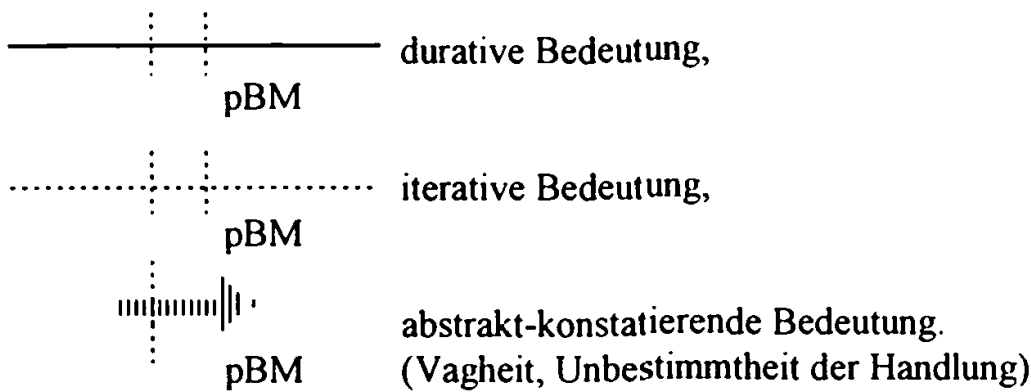 durative Bedeutung,
pBM
iterative Bedeutung,
pBM
abstrakt-konstatierende Bedeutung.
pBM (Vagheit, Unbestimmtheit der Handlung)